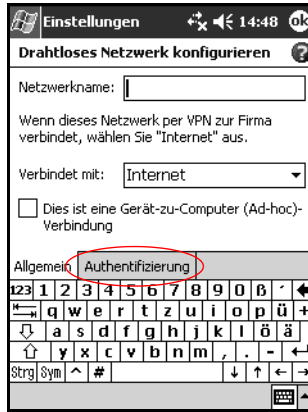 Einstellungen 14:48 ok
Drahtloses Netzwerk konfigurieren ?
Netzwerkname:
Wenn dieses Netzwerk per VPN zur Firma
verbindet, wählen Sie "Internet" aus.
Verbindet mit: Internet
Dies ist eine Gerät-zu-Computer (Ad-hoc)-
Verbindung
Allgemein Authentifizierung
123 1 2 3 4 5 6 7 8 9 0 ß ´
q w e r t z u i o p ü +
a s d f g h j k l ö ä
y x c v b n m , . -
Strg Sym ^ # ↓ ↑ ← →